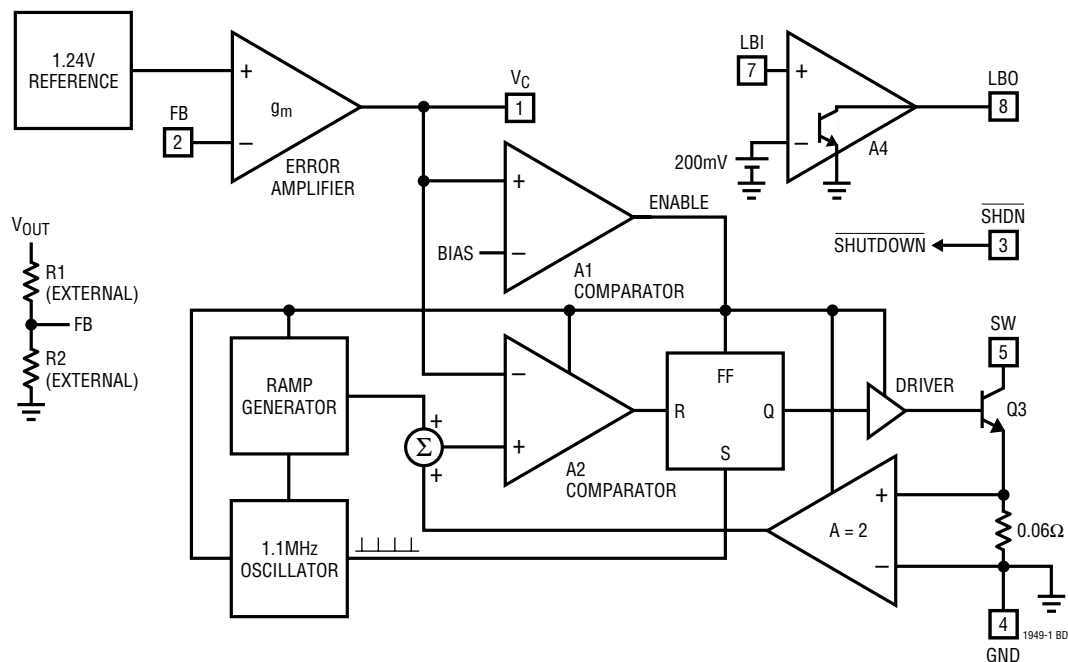 1.24V
REFERENCE
FB
2
+
gm
–
ERROR
AMPLIFIER
VC
1
LBI
7
+
–
200mV
A4
LBO
8
SHDN
3
SHUTDOWN
VOUT
R1
(EXTERNAL)
FB
R2
(EXTERNAL)
+
BIAS
–
A1
COMPARATOR
ENABLE
RAMP
GENERATOR
+
Σ
+
–
+
A2
COMPARATOR
FF
R
Q
S
DRIVER
SW
5
Q3
1.1MHz
OSCILLATOR
A = 2
+
–
0.06Ω
4
GND
1949-1 BD